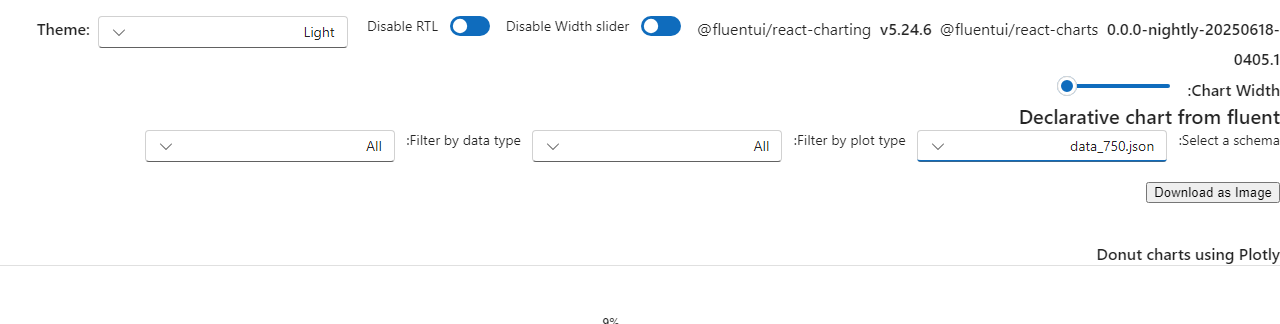 Theme: Light Disable RTL Disable Width slider @fluentui/react-charting v5.24.6 @fluentui/react-charts 0.0.0-nightly-20250618-
0405.1
:Chart Width
Declarative chart from fluent
:Select a schema data_750.json :Filter by plot type All :Filter by data type All
Download as Image
Donut charts using Plotly
9%